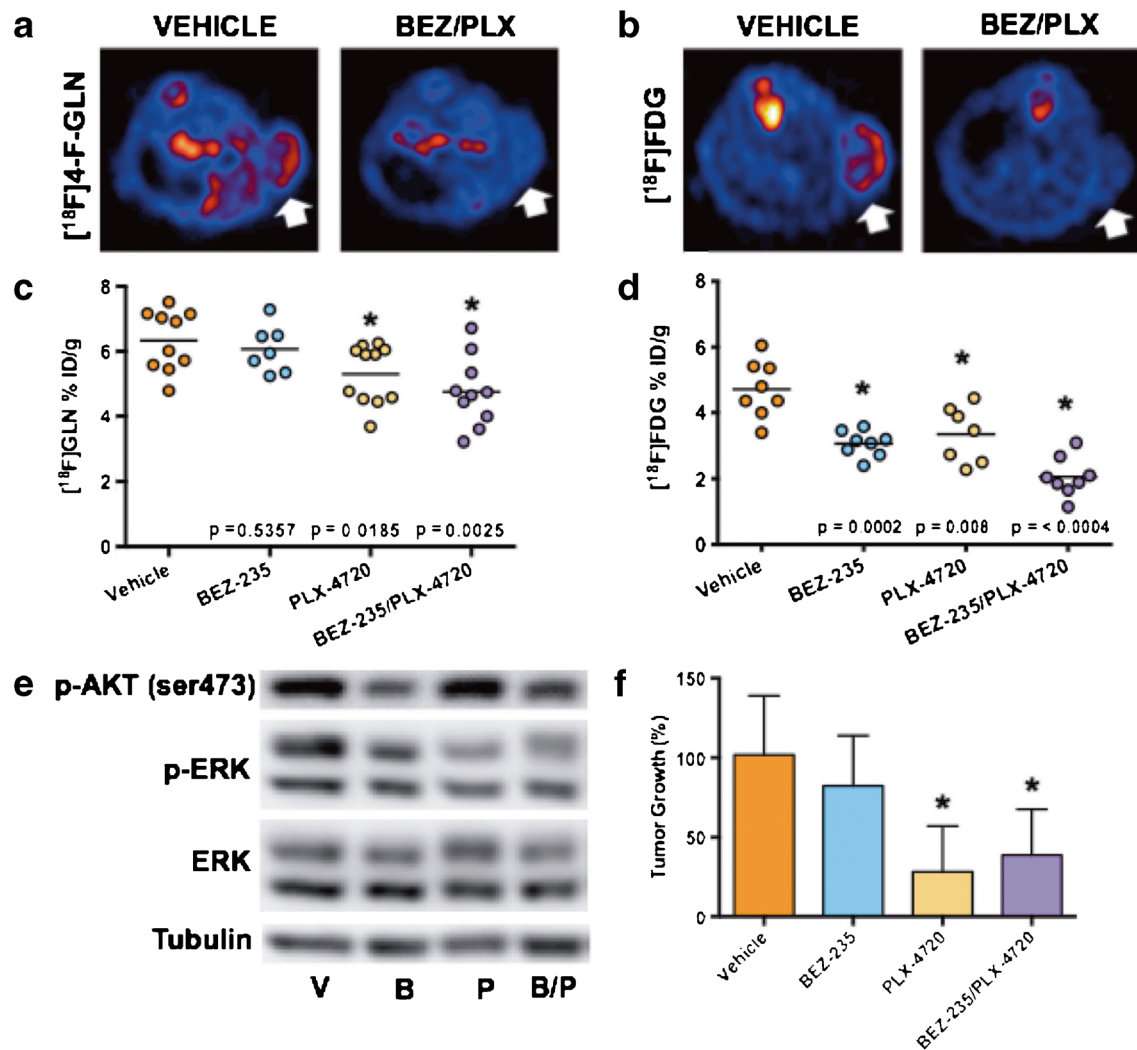 a VEHICLE BEZ/PLX
[¹⁸F]4-F-GLN
b VEHICLE BEZ/PLX
[¹⁸F]FDG
c
[¹⁸F]GLN % ID/g
8
6
4
2
0
* *
p = 0.5357 p = 0 0185 p = 0.0025
Vehicle BEZ-235 PLX-4720 BEZ-235/PLX-4720
d
[¹⁸F]FDG % ID/g
8
6
4
2
0
* * *
p = 0.0002 p = 0.008 p = < 0.0004
Vehicle BEZ-235 PLX-4720 BEZ-235/PLX-4720
e p-AKT (ser473)
p-ERK
ERK
Tubulin
V B P B/P
f
Tumor Growth (%)
150
100
50
0
* *
Vehicle BEZ-235 PLX-4720 BEZ-235/PLX-4720